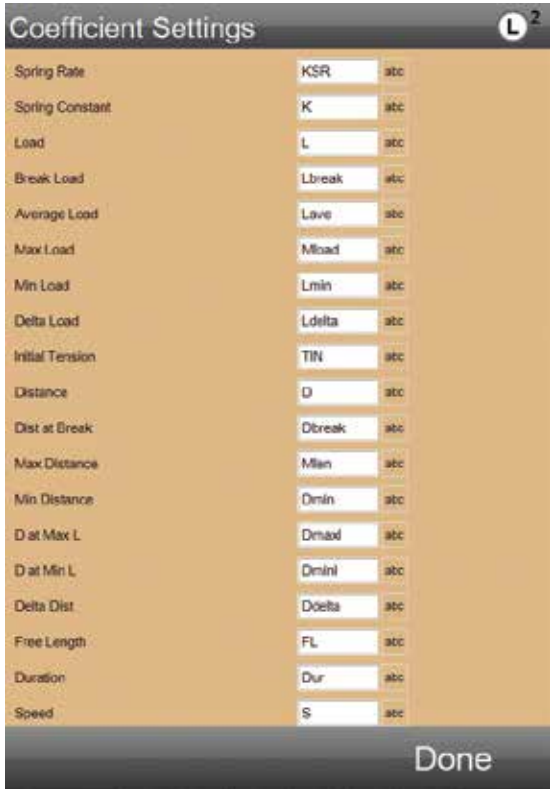 Coefficient Settings L2
Spring Rate KSR abc
Spring Constant K abc
Load L abc
Break Load Lbreak abc
Average Load Lave abc
Max Load Mload abc
Min Load Lmin abc
Delta Load Ldelta abc
Initial Tension TIN abc
Distance D abc
Dist at Break Dbreak abc
Max Distance Mlen abc
Min Distance Dmin abc
D at Max L Dmaxl abc
D at Min L Dminl abc
Delta Dist Ddelta abc
Free Length FL abc
Duration Dur abc
Speed S abc
Done